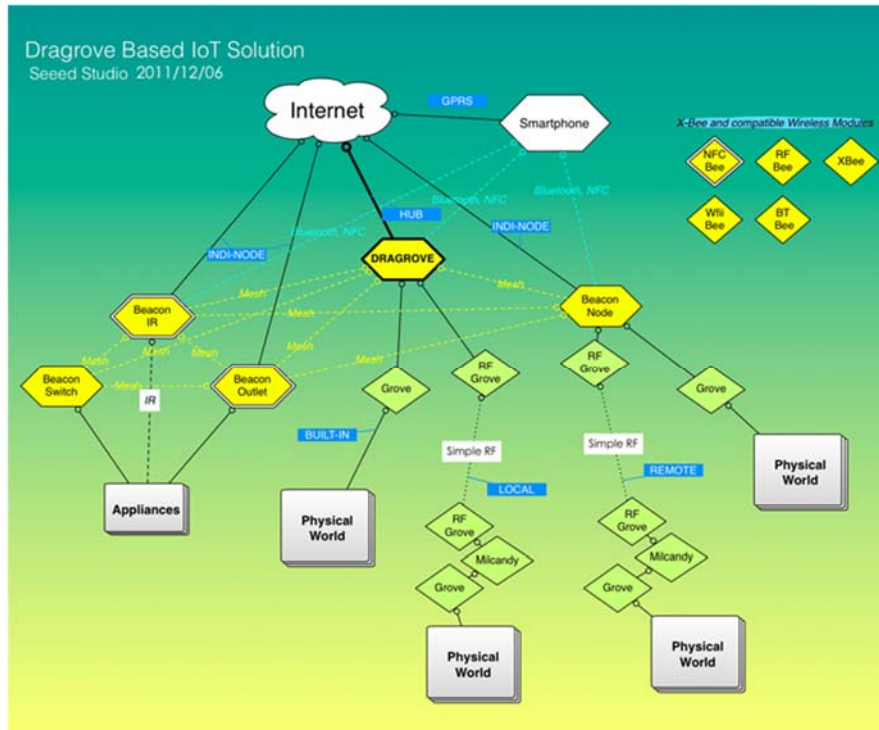 Dragrove Based IoT Solution
Seeed Studio 2011/12/06
Internet
GPRS
Smartphone
X-Bee and compatible Wireless Modules
NFC
Bee
RF
Bee
XBee
Wfii
Bee
BT
Bee
Bluetooth, NFC
Bluetooth, NFC
Bluetooth, NFC
HUB
INDI-NODE
INDI-NODE
DRAGROVE
Mesh
Mesh
Beacon
IR
Beacon
Node
Mesh
Mesh
Mesh
Mesh
Mesh
Mesh
Mesh
Beacon
Switch
Beacon
Outlet
IR
Grove
RF
Grove
RF
Grove
Grove
BUILT-IN
Simple RF
Simple RF
LOCAL
REMOTE
Appliances
Physical
World
Physical
World
RF
Grove
Milcandy
Grove
RF
Grove
Milcandy
Grove
Physical
World
Physical
World